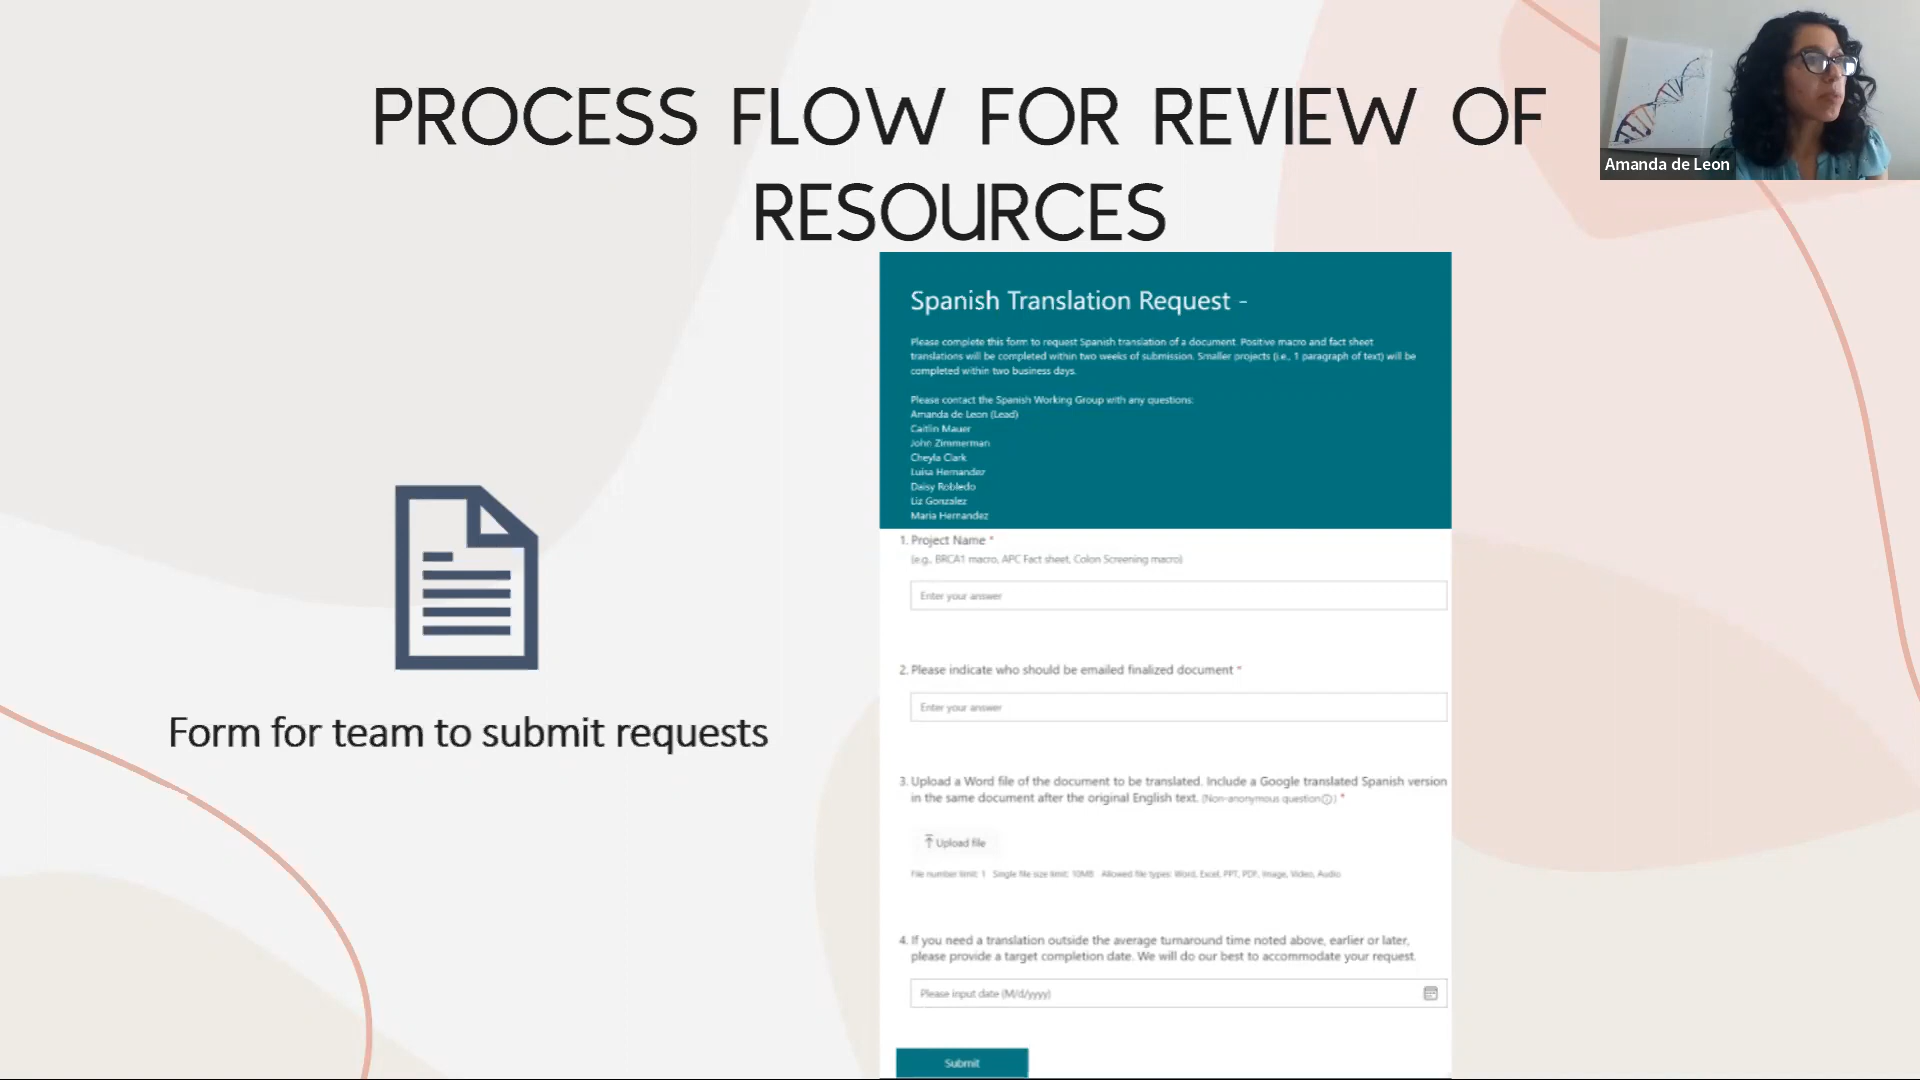 PROCESS FLOW FOR REVIEW OF
RESOURCES
Amanda de Leon
Spanish Translation Request -
Please complete this form to request Spanish translation of a document. Positive macro and fact sheet
translations will be completed within two weeks of submission. Smaller projects (i.e., 1 paragraph of text) will be
completed within two business days.
Please contact the Spanish Working Group with any questions:
Amanda de Leon (Lead)
Caitlin Mauer
John Zimmerman
Cheyla Clark
Luisa Hernandez
Daisy Robledo
Liz Gonzalez
Maria Hernandez
1. Project Name *
(e.g., BRCA1 macro, APC Fact sheet, Colon Screening macro)
Enter your answer
2. Please indicate who should be emailed finalized document *
Enter your answer
3. Upload a Word file of the document to be translated. Include a Google translated Spanish version
in the same document after the original English text. (Non-anonymous question) *
Upload file
File number limit: 1 Single file size limit: 10MB Allowed file types: Word, Excel, PPT, PDF, Image, Video, Audio
4. If you need a translation outside the average turnaround time noted above, earlier or later,
please provide a target completion date. We will do our best to accommodate your request.
Please input date (M/d/yyyy)
Submit
Form for team to submit requests